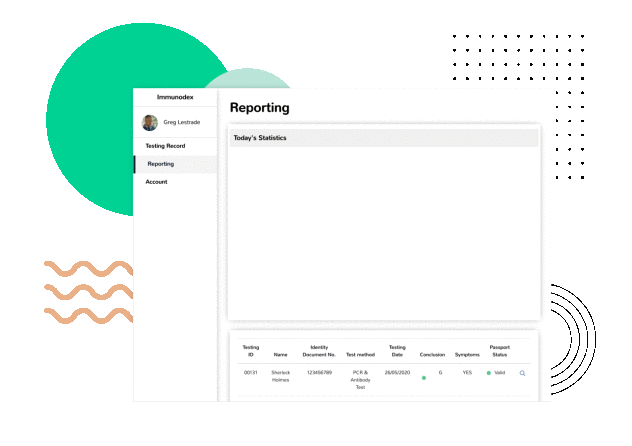 Immunodex
Reporting
Greg Lestrade
Today's Statistics
Testing Record
Reporting
Account
Testing ID
Name
Identity Document No.
Test method
Testing Date
Conclusion
Symptoms
Passport Status
00131
Sherlock Holmes
123456789
PCR & Antibody Test
26/05/2020
G
YES
Valid